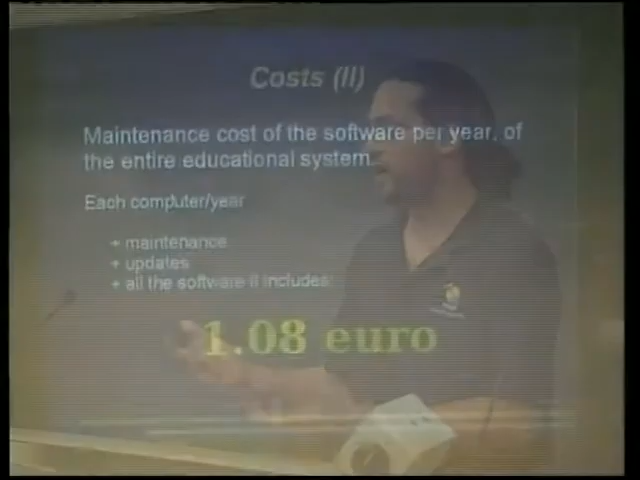 Costs (II)
Maintenance cost of the software per year, of
the entire educational system.
Each computer/year
+ maintenance
+ updates
+ all the software it includes:
1.08 euro